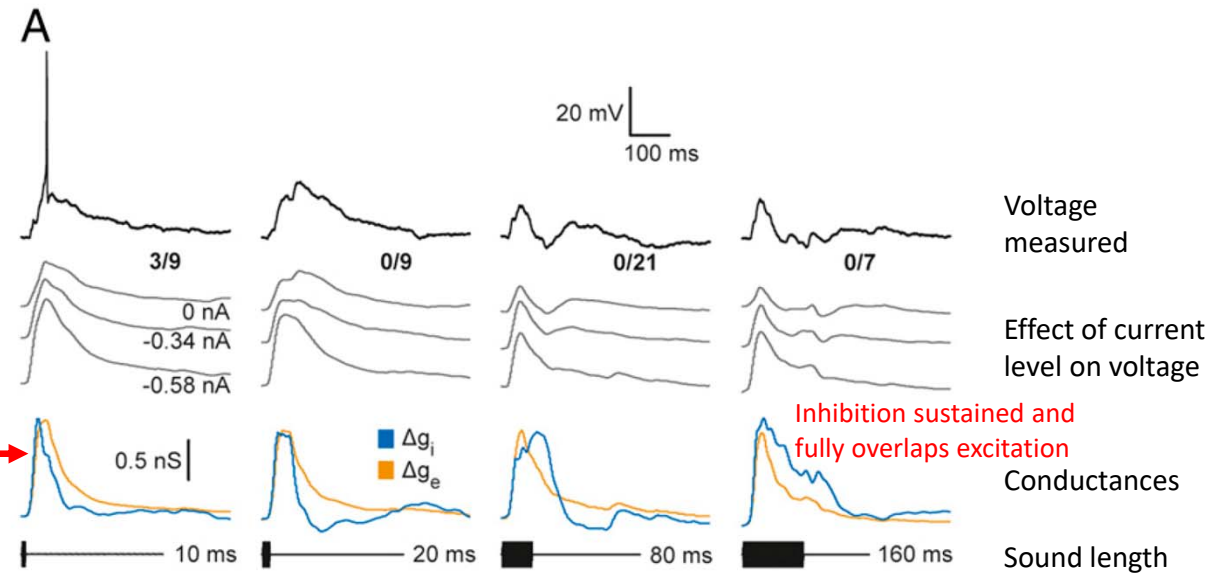 A
20 mV
100 ms
Voltage
measured
3/9
0/9
0/21
0/7
0 nA
-0.34 nA
-0.58 nA
Effect of current
level on voltage
Inhibition sustained and
fully overlaps excitation
0.5 nS
Δgi
Δge
Conductances
10 ms
20 ms
80 ms
160 ms
Sound length